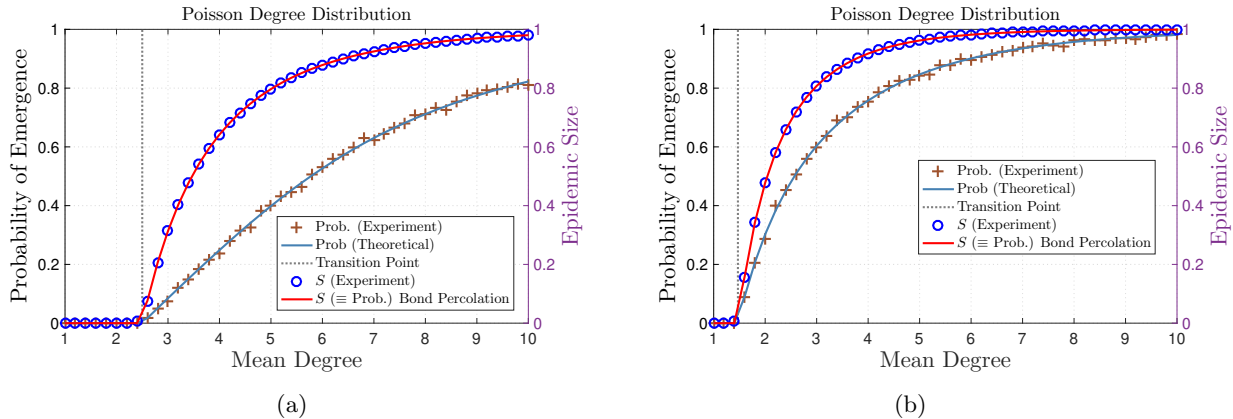 Poisson Degree Distribution
Probability of Emergence
1
0.8
0.6
0.4
0.2
0
1
0.8
0.6
0.4
0.2
0
Epidemic Size
Prob. (Experiment)
Prob (Theoretical)
Transition Point
S (Experiment)
S (≡ Prob.) Bond Percolation
1 2 3 4 5 6 7 8 9 10
Mean Degree
(a)
Poisson Degree Distribution
Probability of Emergence
1
0.8
0.6
0.4
0.2
0
1
0.8
0.6
0.4
0.2
0
Epidemic Size
Prob. (Experiment)
Prob (Theoretical)
Transition Point
S (Experiment)
S (≡ Prob.) Bond Percolation
1 2 3 4 5 6 7 8 9 10
Mean Degree
(b)